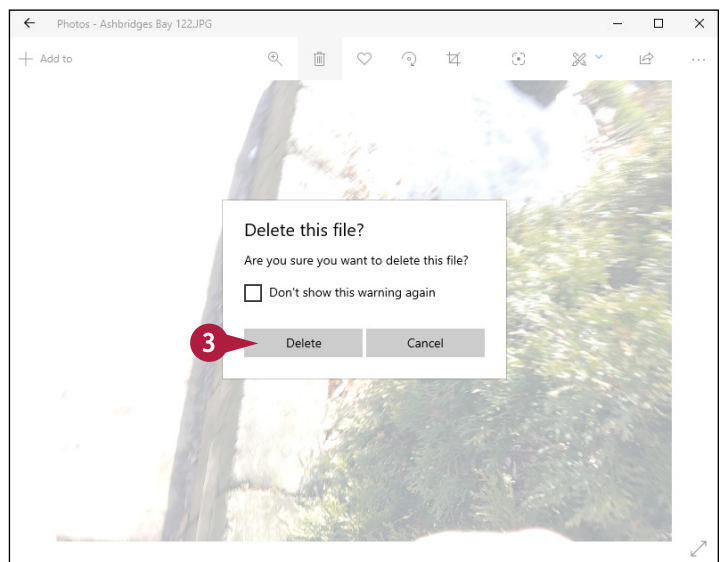 Photos - Ashbridges Bay 122.JPG
Add to
Delete this file?
Are you sure you want to delete this file?
Don't show this warning again
3
Delete Cancel